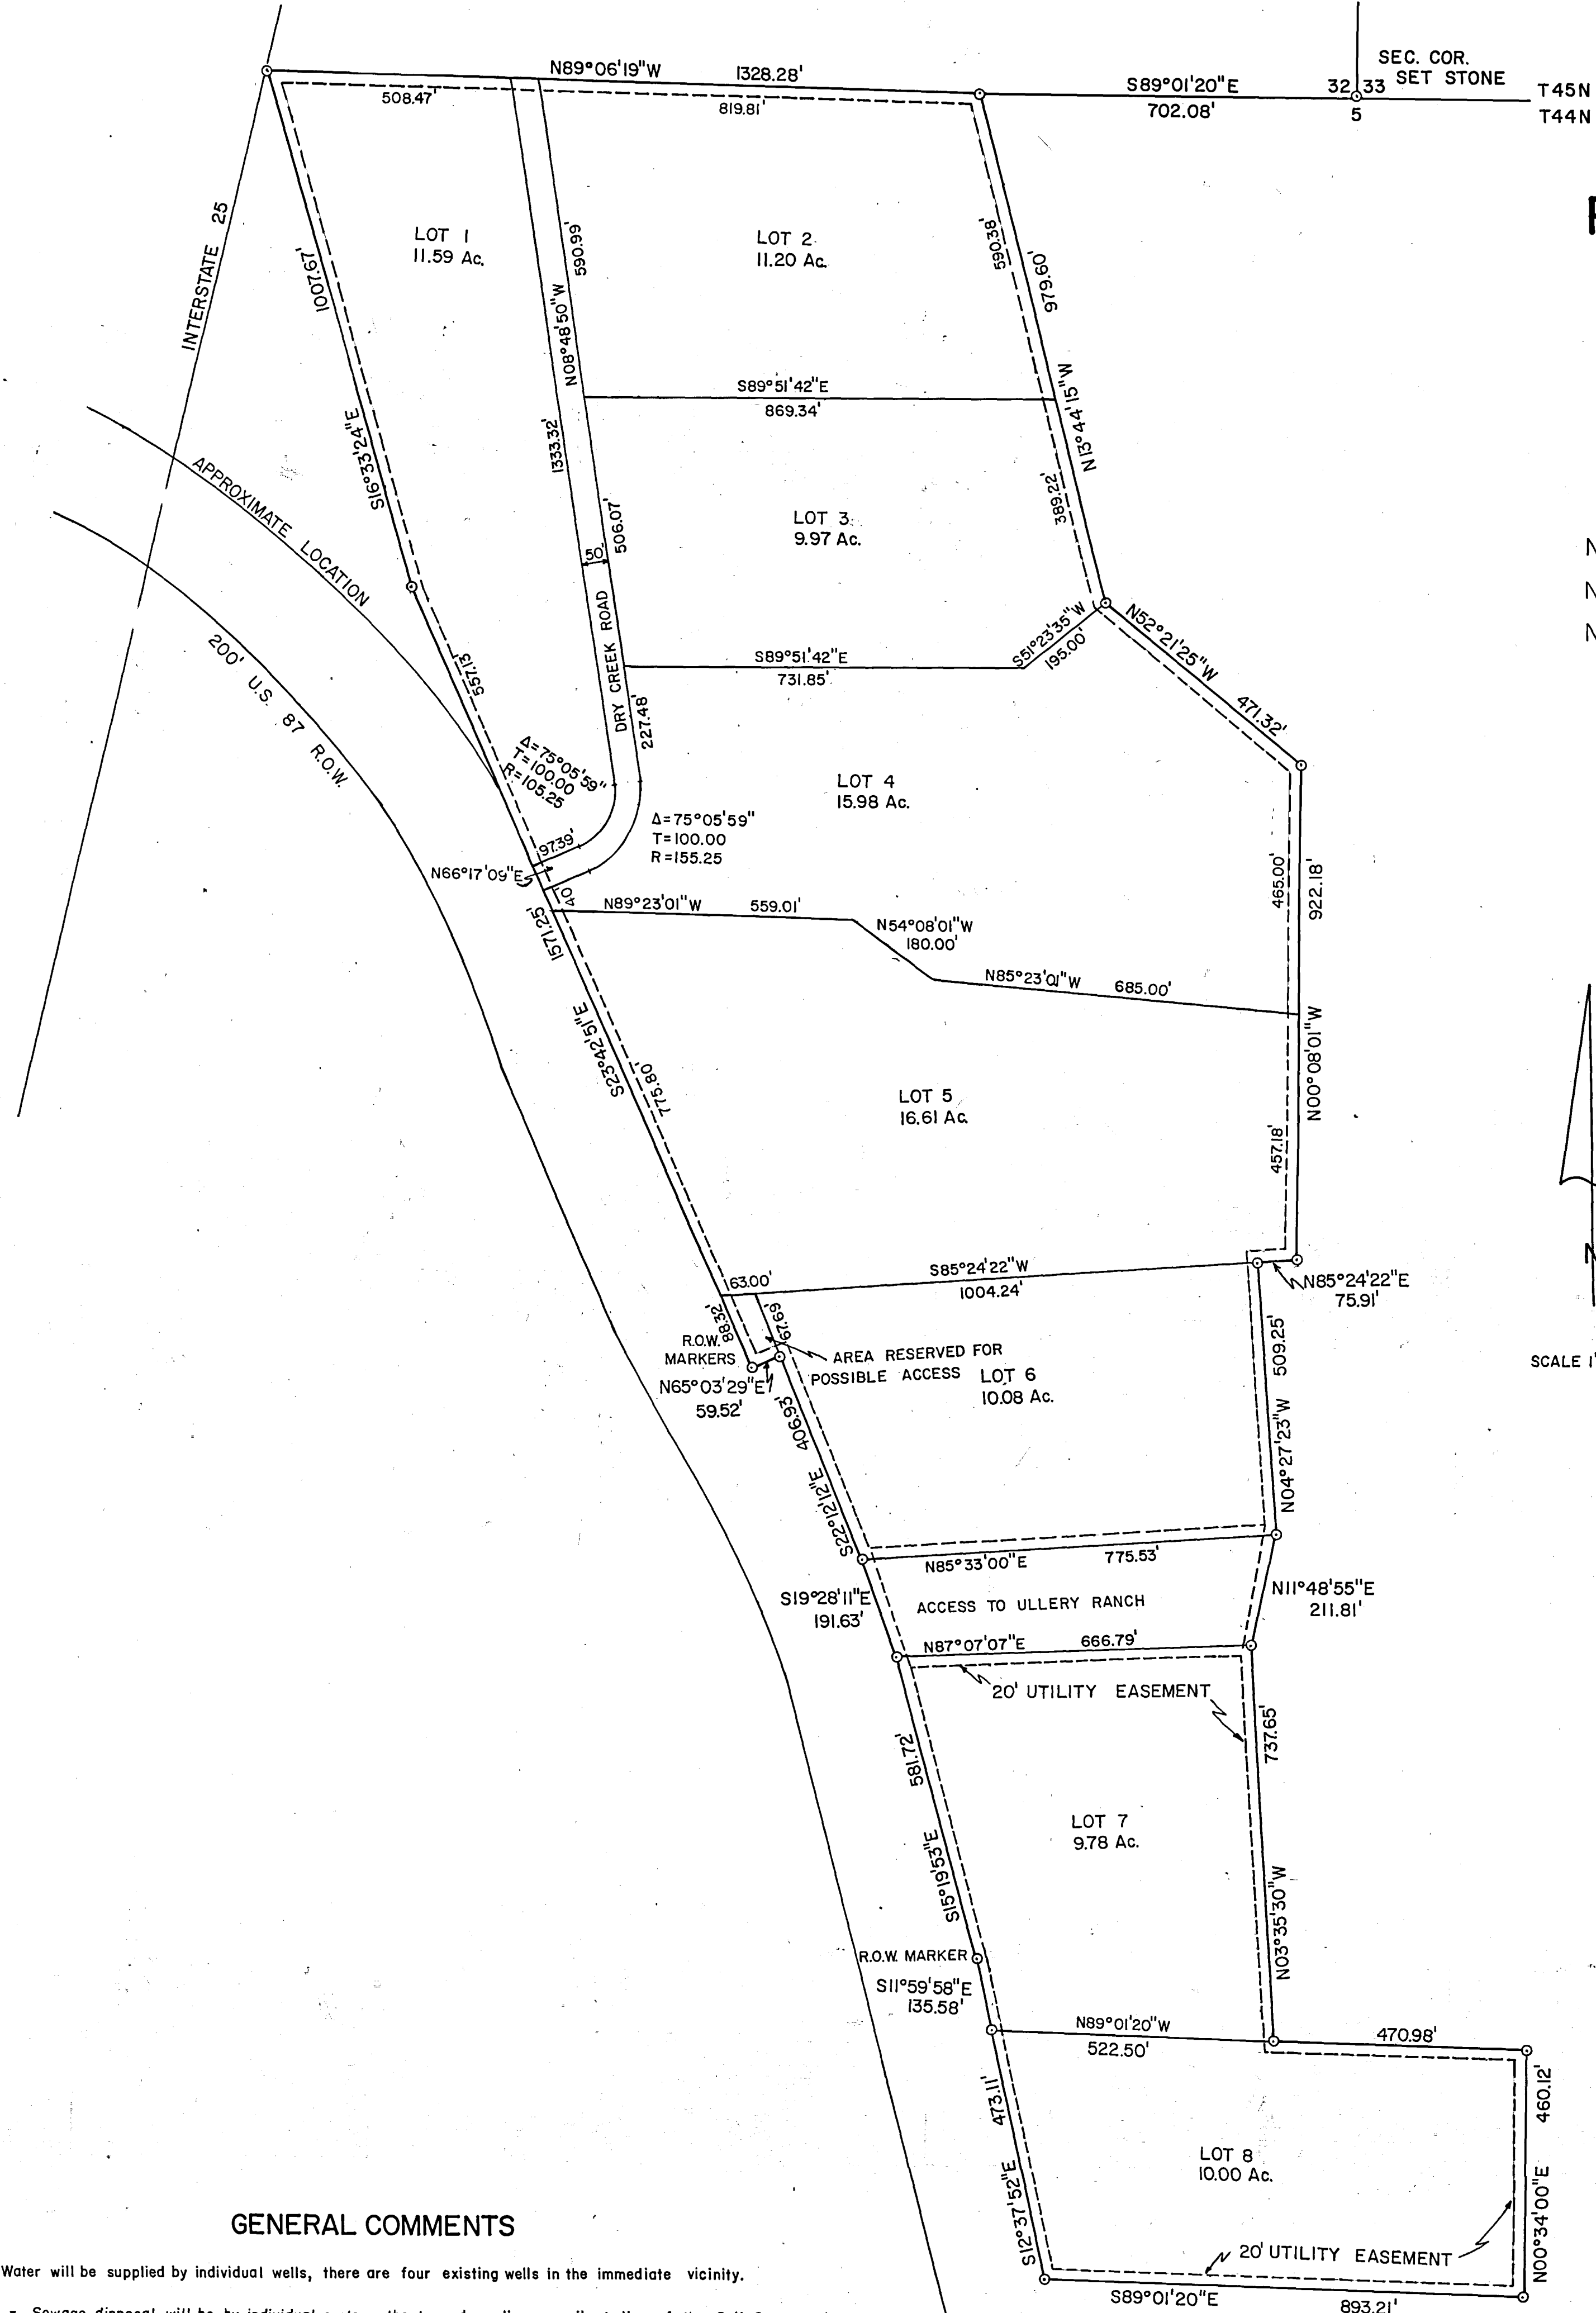 SEC. COR.
SET STONE
N89°06'19"W 1328.28'
S89°01'20"E
32 33
T45N
508.47'
819.81'
702.08'
5
T44N
INTERSTATE 25
LOT 1
11.59 Ac.
LOT 2
11.20 Ac.
1007.67'
590.99'
590.38'
979.60'
N08°48'50"W
S89°51'42"E
869.34'
N13°44'15"W
S16°33'24"E
1333.32'
APPROXIMATE LOCATION
LOT 3
9.97 Ac.
389.22'
506.07'
50'
DRY CREEK ROAD
S89°51'42"E
731.85'
S51°23'35"W
195.00'
N52°21'25"W
471.32'
200' U.S. 87 R.O.W.
557.13'
227.48'
Δ=75°05'59"
T=100.00
R=105.25
LOT 4
15.98 Ac.
Δ=75°05'59"
T=100.00
R=155.25
97.39'
N66°17'09"E
40'
465.00'
922.18'
N89°23'01"W 559.01'
1571.25'
N54°08'01"W
180.00'
N85°23'01"W 685.00'
S23°42'51"E
775.80'
N00°08'01"W
LOT 5
16.61 Ac.
457.18'
S85°24'22"W
1004.24'
63.00'
N85°24'22"E
75.91'
88.32'
67.69'
R.O.W.
MARKERS
AREA RESERVED FOR
POSSIBLE ACCESS
N65°03'29"E
59.52'
LOT 6
10.08 Ac.
509.25'
SCALE 1"
406.93'
N04°27'23"W
S22°12'12"E
N85°33'00"E 775.53'
S19°28'11"E
191.63'
ACCESS TO ULLERY RANCH
N11°48'55"E
211.81'
N87°07'07"E 666.79'
20' UTILITY EASEMENT
581.72'
737.65'
LOT 7
9.78 Ac.
S15°19'53"E
N03°35'30"W
R.O.W. MARKER
S11°59'58"E
135.58'
N89°01'20"W
522.50'
470.98'
473.11'
460.12'
LOT 8
10.00 Ac.
S12°37'52"E
N00°34'00"E
20' UTILITY EASEMENT
S89°01'20"E
893.21'
GENERAL COMMENTS
Water will be supplied by individual wells, there are four existing wells in the immediate vicinity.